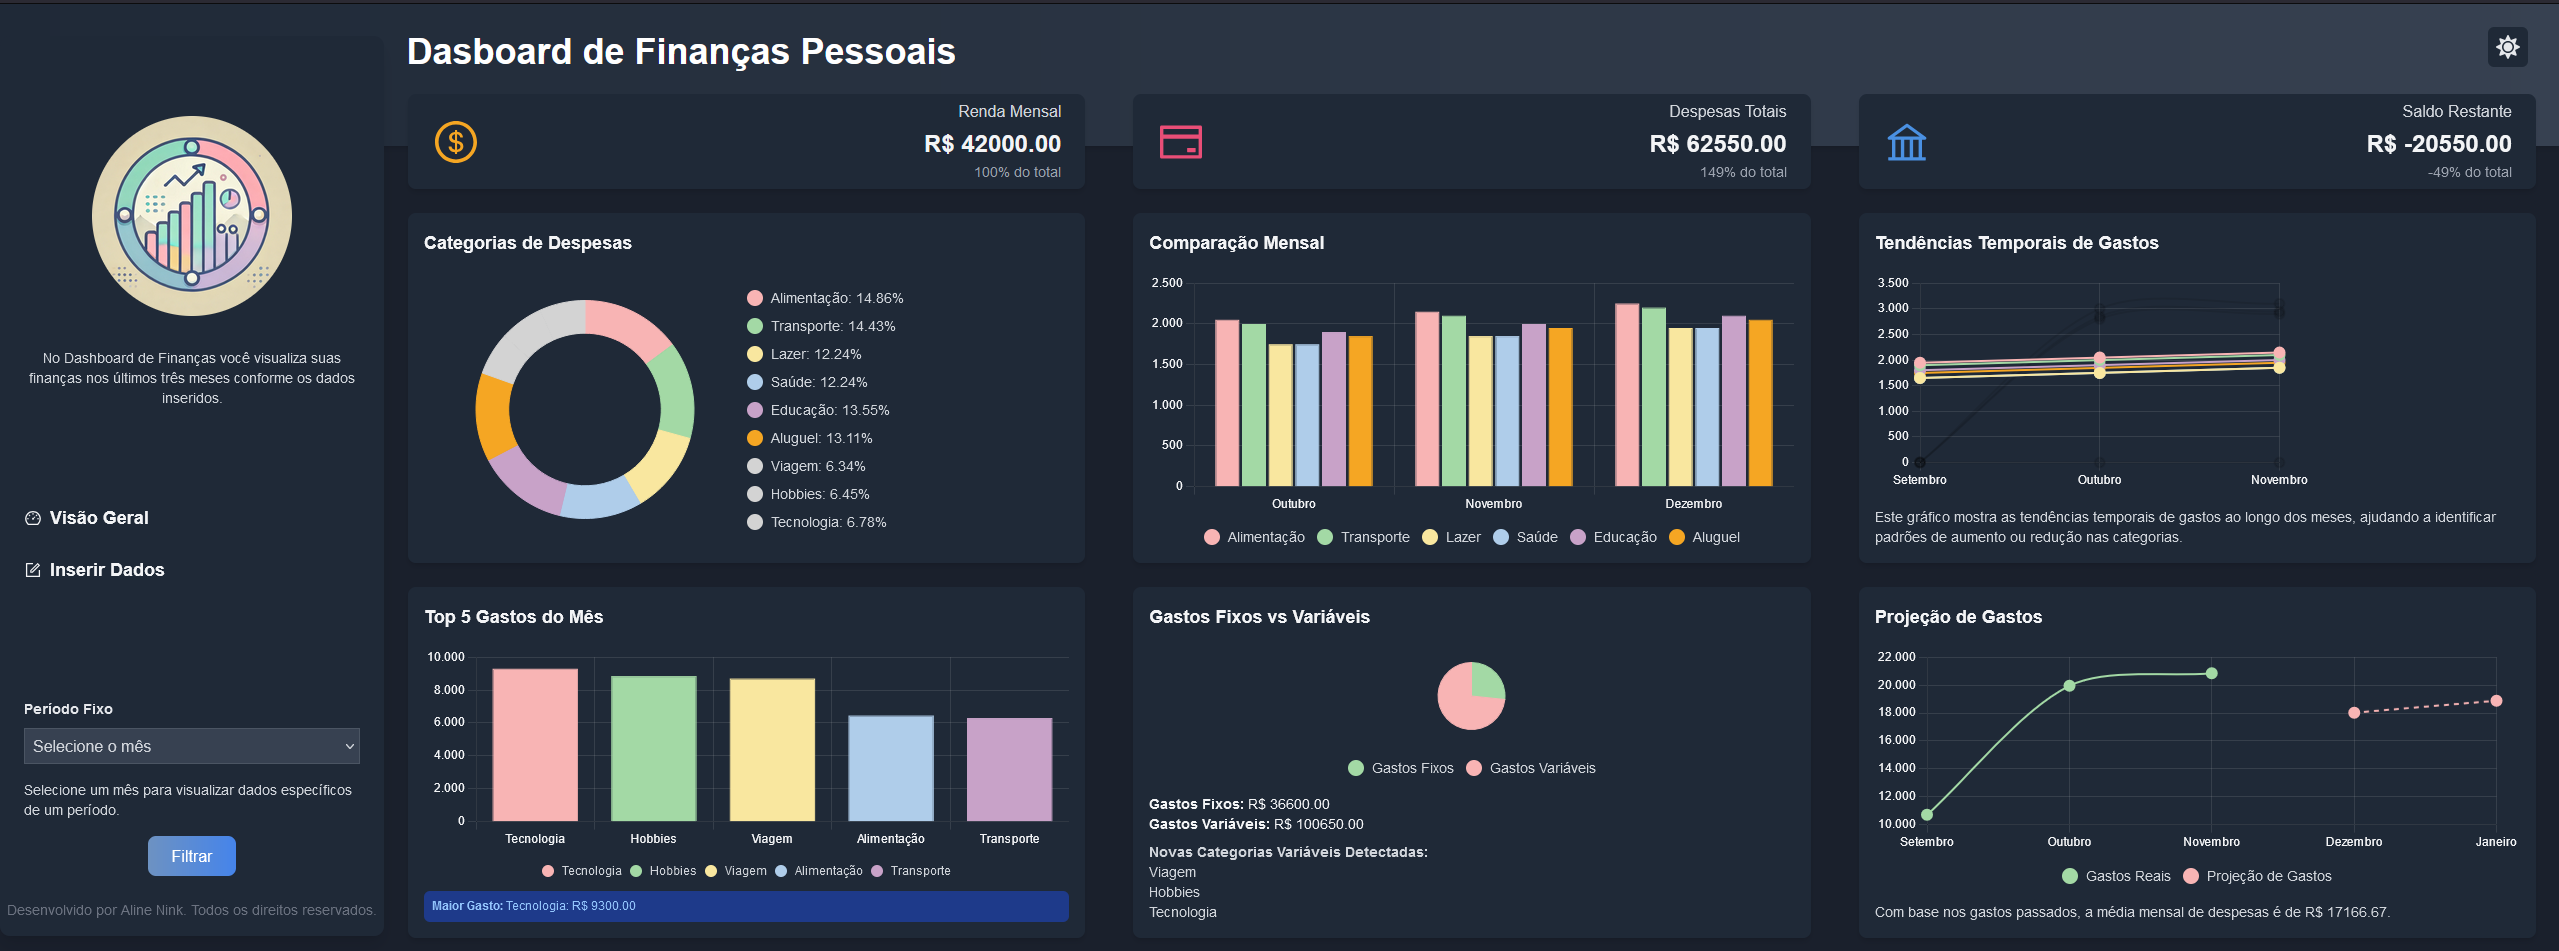 Dasboard de Finanças Pessoais
No Dashboard de Finanças você visualiza suas
finanças nos últimos três meses conforme os dados
inseridos.
Visão Geral
Inserir Dados
Período Fixo
Selecione o mês
Selecione um mês para visualizar dados específicos
de um período.
Filtrar
Desenvolvido por Aline Nink. Todos os direitos reservados.
$
Renda Mensal
R$ 42000.00
100% do total
Despesas Totais
R$ 62550.00
149% do total
Saldo Restante
R$ -20550.00
-49% do total
Categorias de Despesas
Alimentação: 14.86%
Transporte: 14.43%
Lazer: 12.24%
Saúde: 12.24%
Educação: 13.55%
Aluguel: 13.11%
Viagem: 6.34%
Hobbies: 6.45%
Tecnologia: 6.78%
Comparação Mensal
2.500
2.000
1.500
1.000
500
0
Outubro Novembro Dezembro
Alimentação Transporte Lazer Saúde Educação Aluguel
Tendências Temporais de Gastos
3.500
3.000
2.500
2.000
1.500
1.000
500
0
Setembro Outubro Novembro
Este gráfico mostra as tendências temporais de gastos ao longo dos meses, ajudando a identificar
padrões de aumento ou redução nas categorias.
Top 5 Gastos do Mês
10.000
8.000
6.000
4.000
2.000
0
Tecnologia Hobbies Viagem Alimentação Transporte
Tecnologia Hobbies Viagem Alimentação Transporte
Maior Gasto: Tecnologia: R$ 9300.00
Gastos Fixos vs Variáveis
Gastos Fixos Gastos Variáveis
Gastos Fixos: R$ 36600.00
Gastos Variáveis: R$ 100650.00
Novas Categorias Variáveis Detectadas:
Viagem
Hobbies
Tecnologia
Projeção de Gastos
22.000
20.000
18.000
16.000
14.000
12.000
10.000
Setembro Outubro Novembro Dezembro Janeiro
Gastos Reais Projeção de Gastos
Com base nos gastos passados, a média mensal de despesas é de R$ 17166.67.